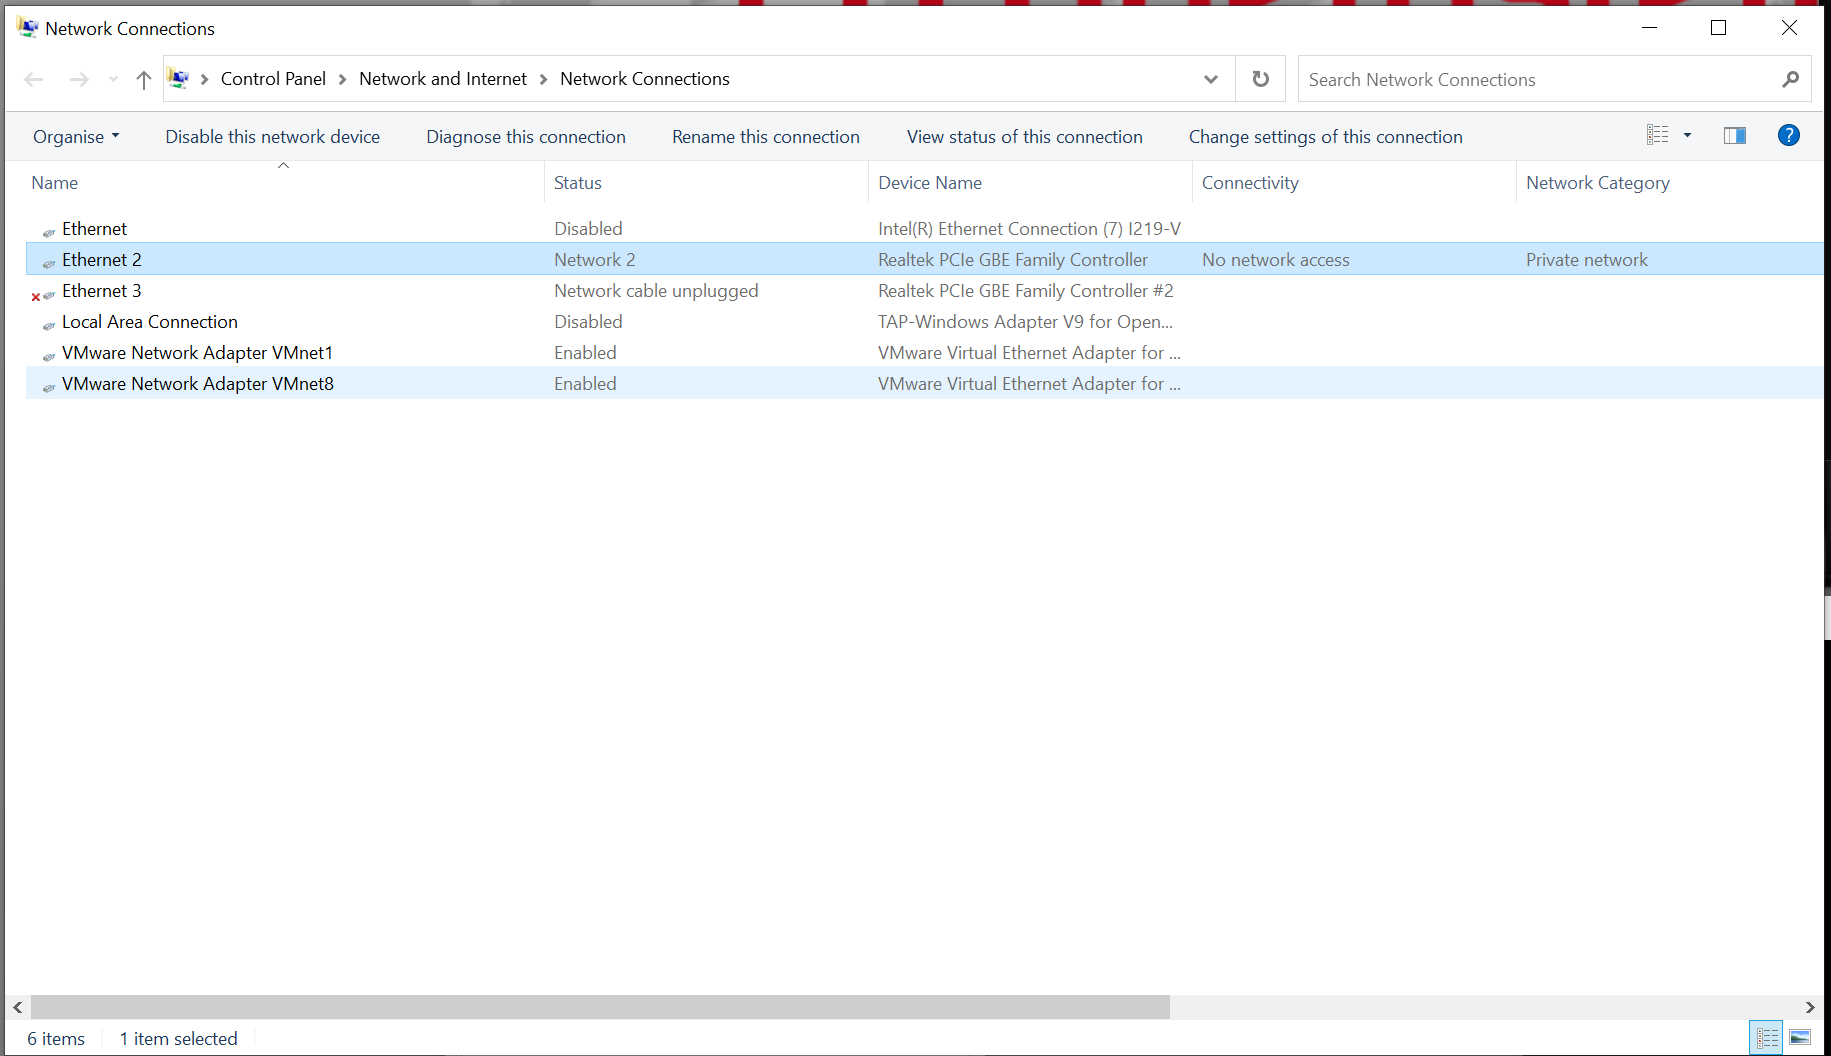 Network Connections
Control Panel > Network and Internet > Network Connections
Search Network Connections
Organise Disable this network device Diagnose this connection Rename this connection View status of this connection Change settings of this connection ?
Name Status Device Name Connectivity Network Category
Ethernet Disabled Intel(R) Ethernet Connection (7) I219-V
Ethernet 2 Network 2 Realtek PCIe GBE Family Controller No network access Private network
Ethernet 3 Network cable unplugged Realtek PCIe GBE Family Controller #2
Local Area Connection Disabled TAP-Windows Adapter V9 for Open...
VMware Network Adapter VMnet1 Enabled VMware Virtual Ethernet Adapter for ...
VMware Network Adapter VMnet8 Enabled VMware Virtual Ethernet Adapter for ...
6 items 1 item selected